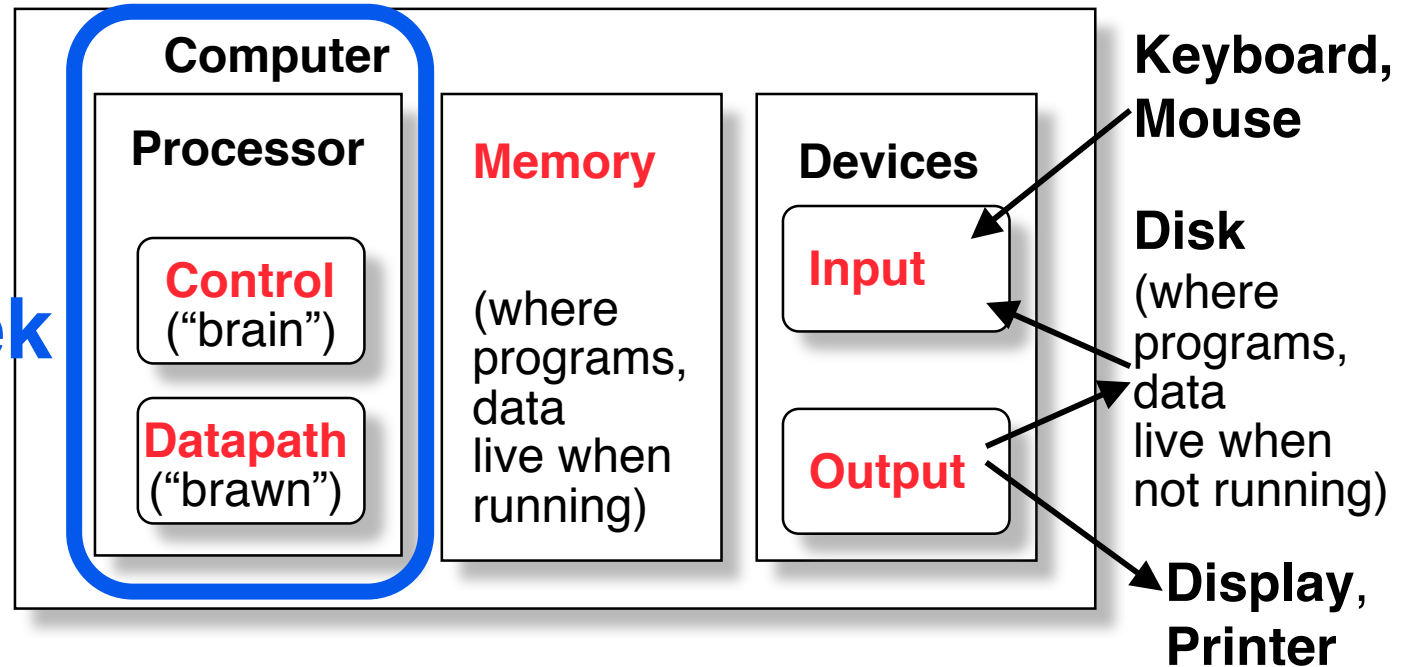 Computer
Processor
Control
(“brain”)
Datapath
(“brawn”)
Memory
(where
programs,
data
live when
running)
Devices
Input
Output
Keyboard,
Mouse
Disk
(where
programs,
data
live when
not running)
Display,
Printer